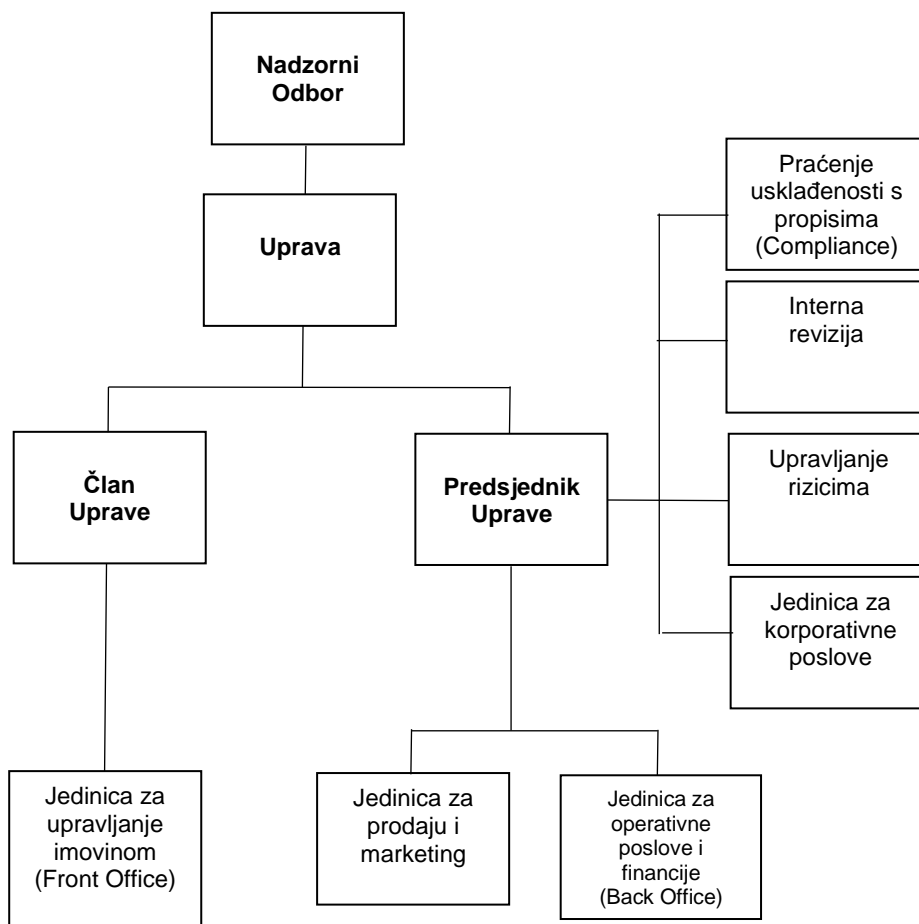 Nadzorni
Odbor
Uprava
Praćenje
usklađenosti s
propisima
(Compliance)
Interna
revizija
Član
Uprave
Predsjednik
Uprave
Upravljanje
rizicima
Jedinica za
korporativne
poslove
Jedinica za
upravljanje
imovinom
(Front Office)
Jedinica za
prodaju i
marketing
Jedinica za
operativne
poslove i
financije
(Back Office)